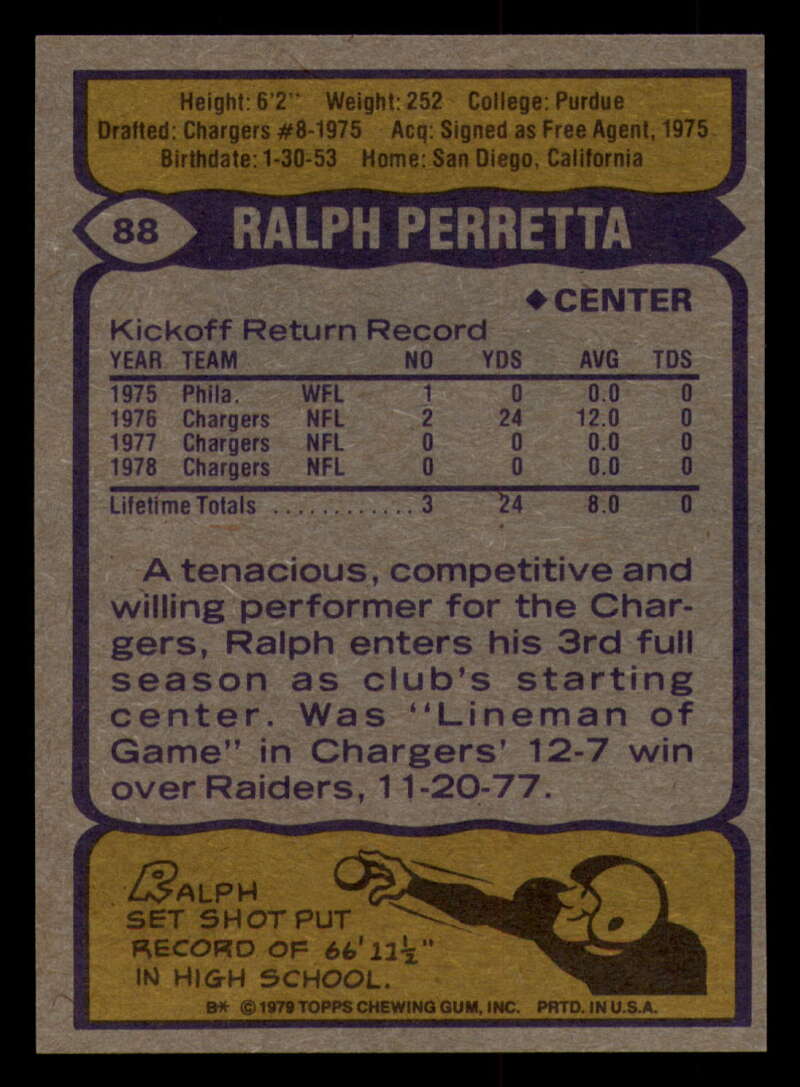 Height: 6'2" Weight: 252 College: Purdue
Drafted: Chargers #8-1975 Acq: Signed as Free Agent, 1975
Birthdate: 1-30-53 Home: San Diego, California
88 RALPH PERRETTA
◆CENTER
Kickoff Return Record
YEAR TEAM NO YDS AVG TDS
1975 Phila. WFL 1 0 0.0 0
1976 Chargers NFL 2 24 12.0 0
1977 Chargers NFL 0 0 0.0 0
1978 Chargers NFL 0 0 0.0 0
Lifetime Totals ............ 3 24 8.0 0
A tenacious, competitive and
willing performer for the Char-
gers, Ralph enters his 3rd full
season as club's starting
center. Was "Lineman of
Game" in Chargers' 12-7 win
over Raiders, 11-20-77.
RALPH
SET SHOT PUT
RECORD OF 66' 11½"
IN HIGH SCHOOL.
B* © 1979 TOPPS CHEWING GUM, INC. PRTD. IN U.S.A.